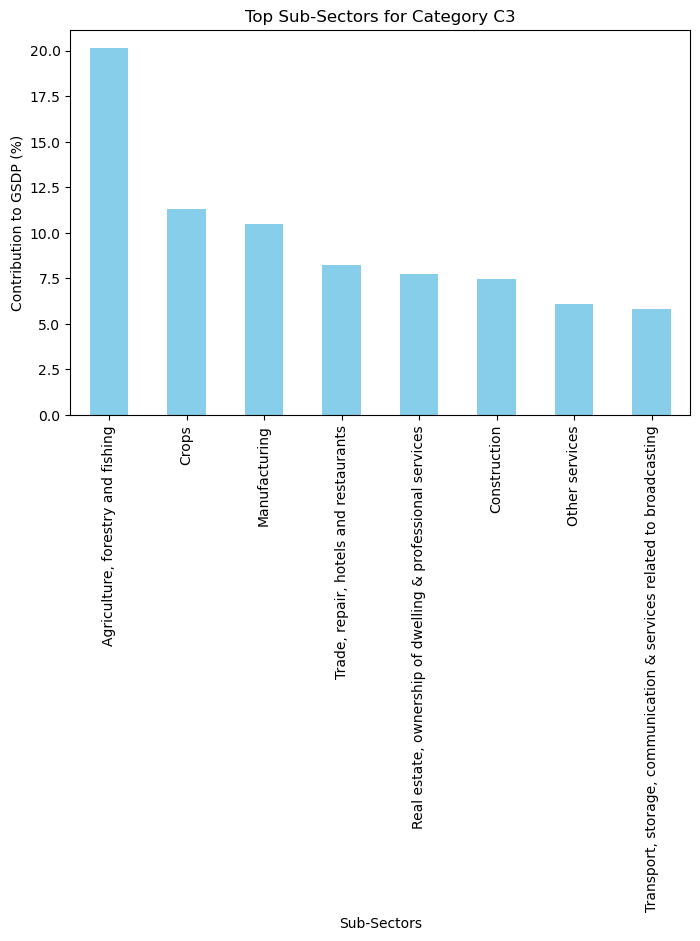 Top Sub-Sectors for Category C3
Contribution to GSDP (%)
20.0
17.5
15.0
12.5
10.0
7.5
5.0
2.5
0.0
Agriculture, forestry and fishing
Crops
Manufacturing
Trade, repair, hotels and restaurants
Real estate, ownership of dwelling & professional services
Construction
Other services
Transport, storage, communication & services related to broadcasting
Sub-Sectors